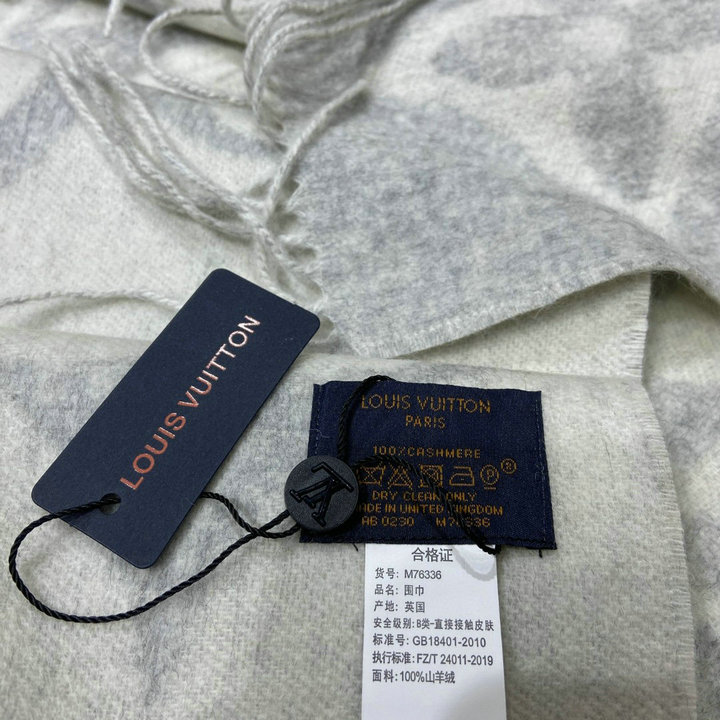 LOUIS VUITTON
LOUIS VUITTON
PARIS
100%CASHMERE
P®
DRY CLEAN ONLY
MADE IN UNITED KINGDOM
0230 M76336
合格证
货号: M76336
品名: 围巾
产地: 英国
安全级别: B类-直接接触皮肤
标准号: GB18401-2010
执行标准: FZ/T 24011-2019
面料: 100%山羊绒